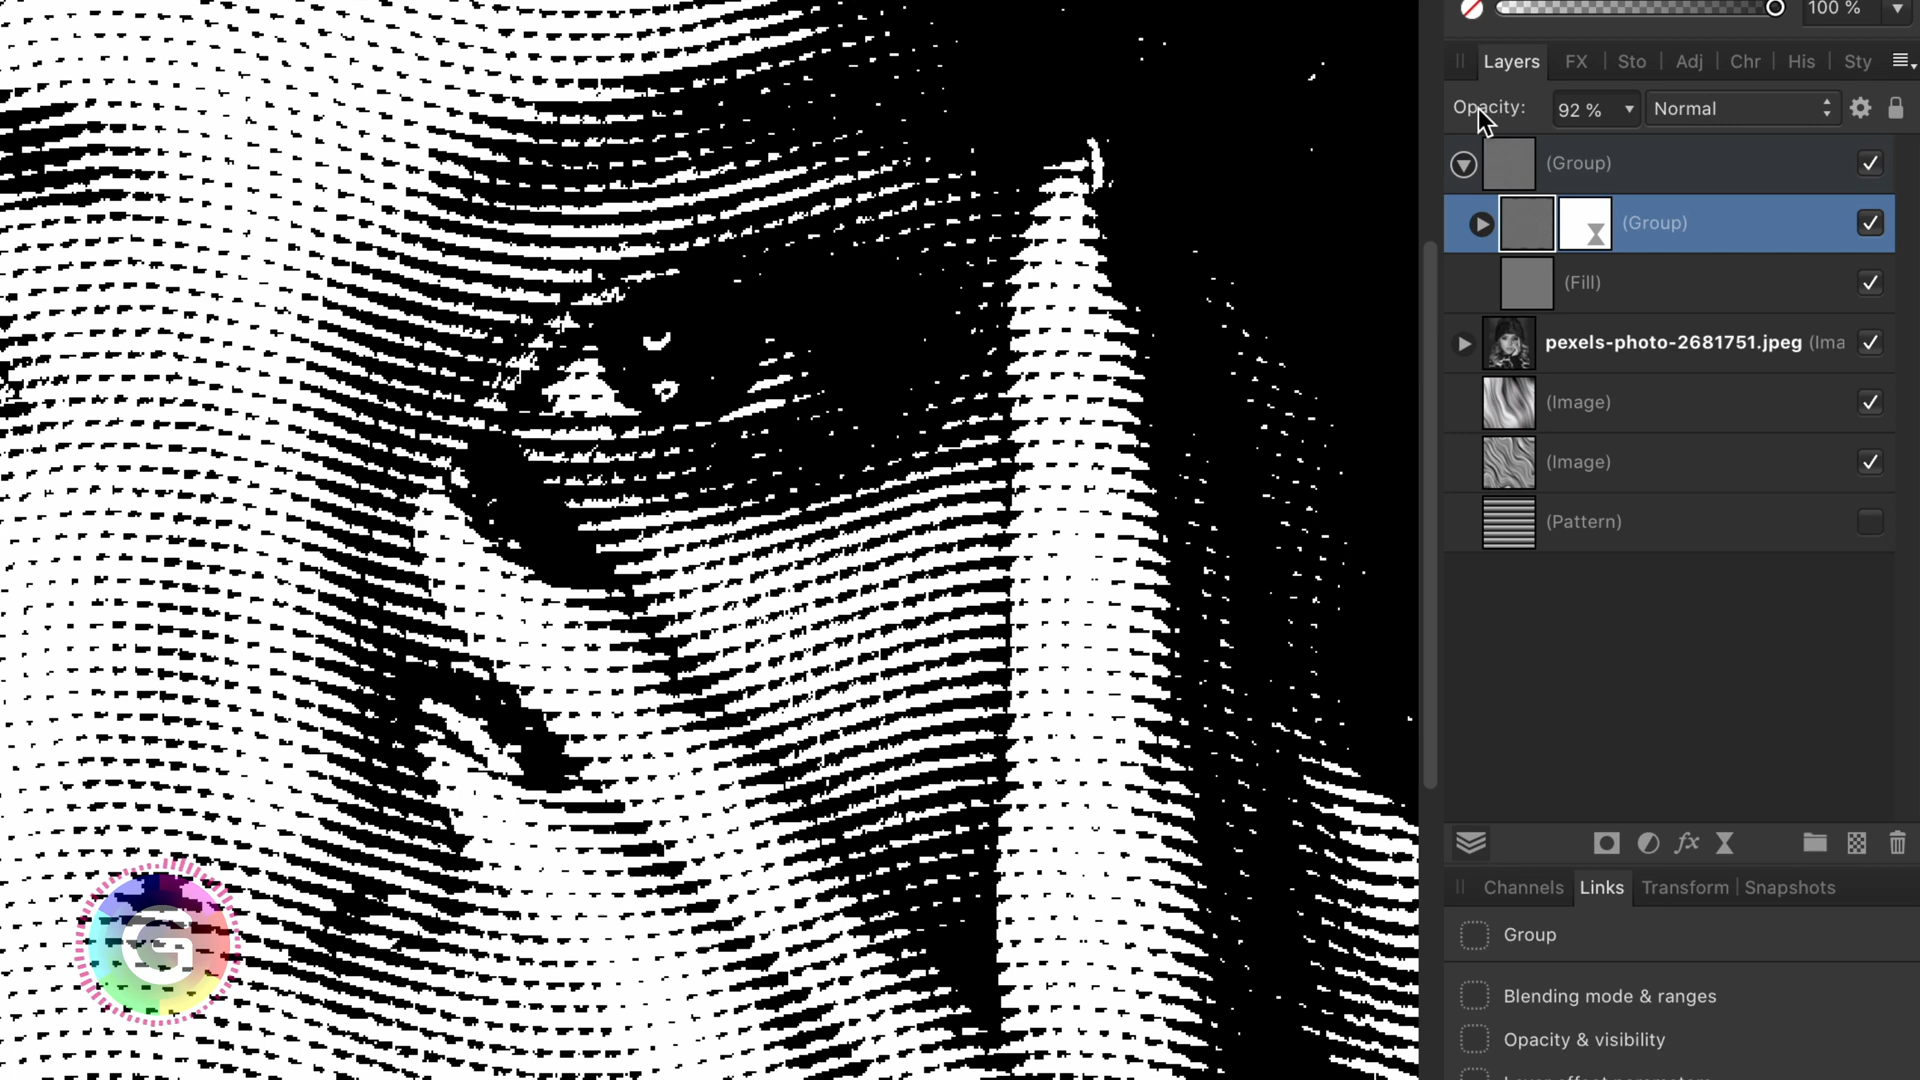 100 %
Layers FX Sto Adj Chr His Sty
Opacity: 92 % Normal
(Group)
(Group)
(Fill)
pexels-photo-2681751.jpeg (Ima
(Image)
(Image)
(Pattern)
fx
Channels Links Transform Snapshots
Group
Blending mode & ranges
Opacity & visibility
G